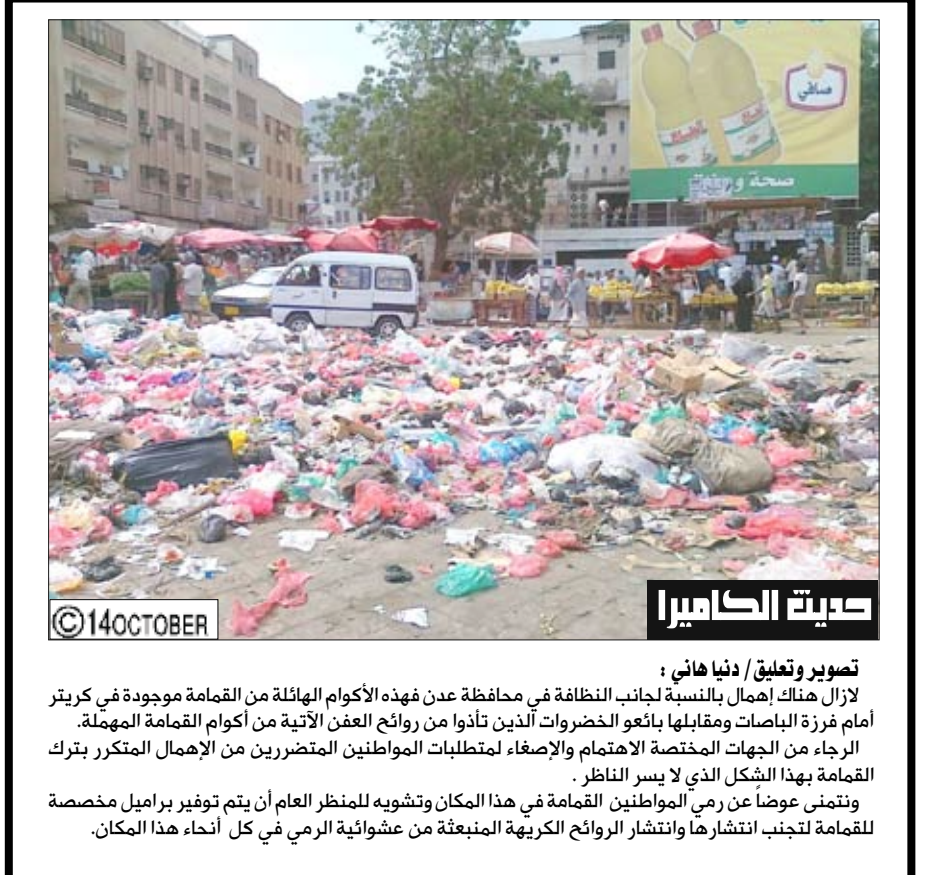 صافي
صحة و
©14OCTOBER
حديث الكاميرا
تصوير وتعليق/ دنيا هاني :
لازال هناك إهمال بالنسبة لجانب النظافة في محافظة عدن فهذه الأكوام الهائلة من القمامة موجودة في كريتر
أمام فرزة الباصات ومقابلها بائعو الخضروات الذين تأذوا من روائح العفن الآتية من أكوام القمامة المهملة.
الرجاء من الجهات المختصة الاهتمام والإصغاء لمتطلبات المواطنين المتضررين من الإهمال المتكرر بترك
القمامة بهذا الشكل الذي لا يسر الناظر .
ونتمنى عوضاً عن رمي المواطنين القمامة في هذا المكان وتشويه للمنظر العام أن يتم توفير براميل مخصصة
للقمامة لتجنب انتشارها وانتشار الروائح الكريهة المنبعثة من عشوائية الرمي في كل أنحاء هذا المكان.